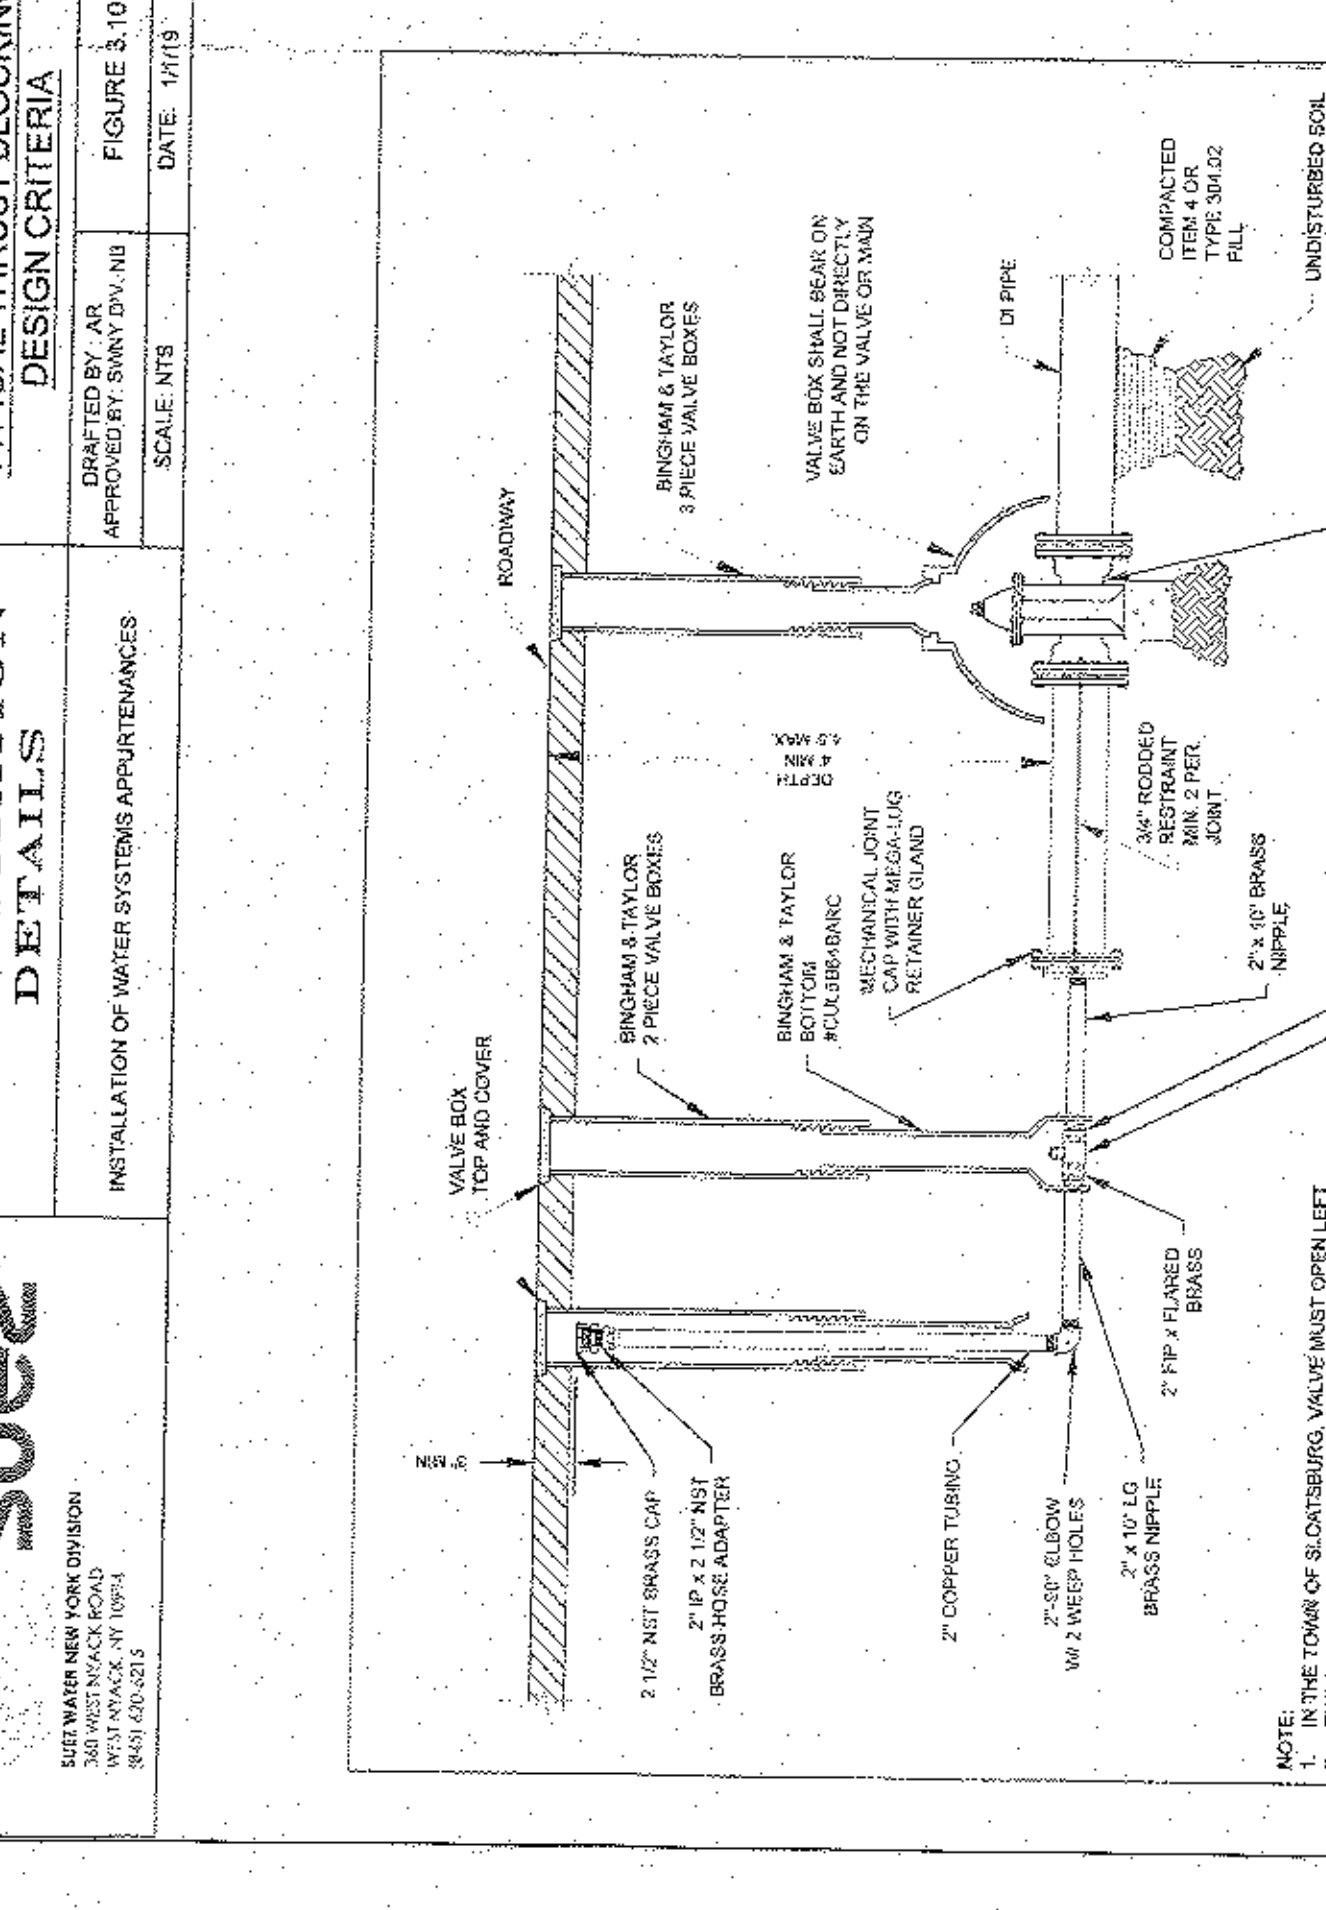 DETAILS
INSTALLATION OF WATER SYSTEMS APPURTENANCES
DESIGN CRITERIA
DRAFTED BY: AR
APPROVED BY: SWNY DIV. NB
FIGURE 3.10
SCALE: NTS
DATE: 1/1/19
suez
SUEZ WATER NEW YORK DIVISION
360 WEST NYACK ROAD
WEST NYACK, NY 10994
(845) 620-6215
ROADWAY
VALVE BOX
TOP AND COVER
BINGHAM & TAYLOR
2 PIECE VALVE BOXES
BINGHAM & TAYLOR
3 PIECE VALVE BOXES
DEPTH
4' MIN
4.5 MAX.
VALVE BOX SHALL BEAR ON
EARTH AND NOT DIRECTLY
ON THE VALVE OR MAIN
BINGHAM & TAYLOR
BOTTOM
MECHANICAL JOINT
CAP WITH MEGA-LUG
RETAINER GLAND
DI PIPE
COMPACTED
ITEM 4 OR
TYPE 304.02
FILL
UNDISTURBED SOIL
3/4" RODDED
RESTRAINT
MIN. 2 PER
JOINT
2" x 10" BRASS
NIPPLE
MIN
2 1/2" NST BRASS CAP
2" IP x 2 1/2" NST
BRASS HOSE ADAPTER
2" COPPER TUBING
2"-90° ELBOW
W/ 2 WEEP HOLES
2" x 10" LG
BRASS NIPPLE
2" FIP x FLARED
BRASS
NOTE:
1. IN THE TOWN OF SLOATSBURG, VALVE MUST OPEN LEFT